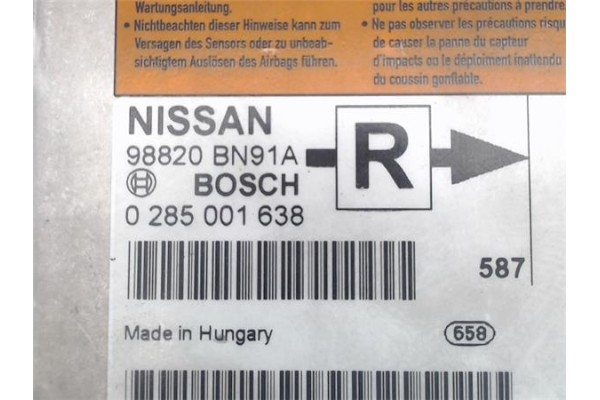 Wartungsanleitung.
• Nichtbeachten dieser Hinweise kann zum
Versagen des Sensors oder zu unbeab-
sichtigtem Auslösen des Airbags führen.
pour les autres précautions à prendre
• Ne pas observer les précautions risqu
de causer la panne du capteur
d'impacts ou le déploiment inattendu
du coussin gonflable.
NISSAN
98820 BN91A
R
BOSCH
0 285 001 638
587
Made in Hungary
658